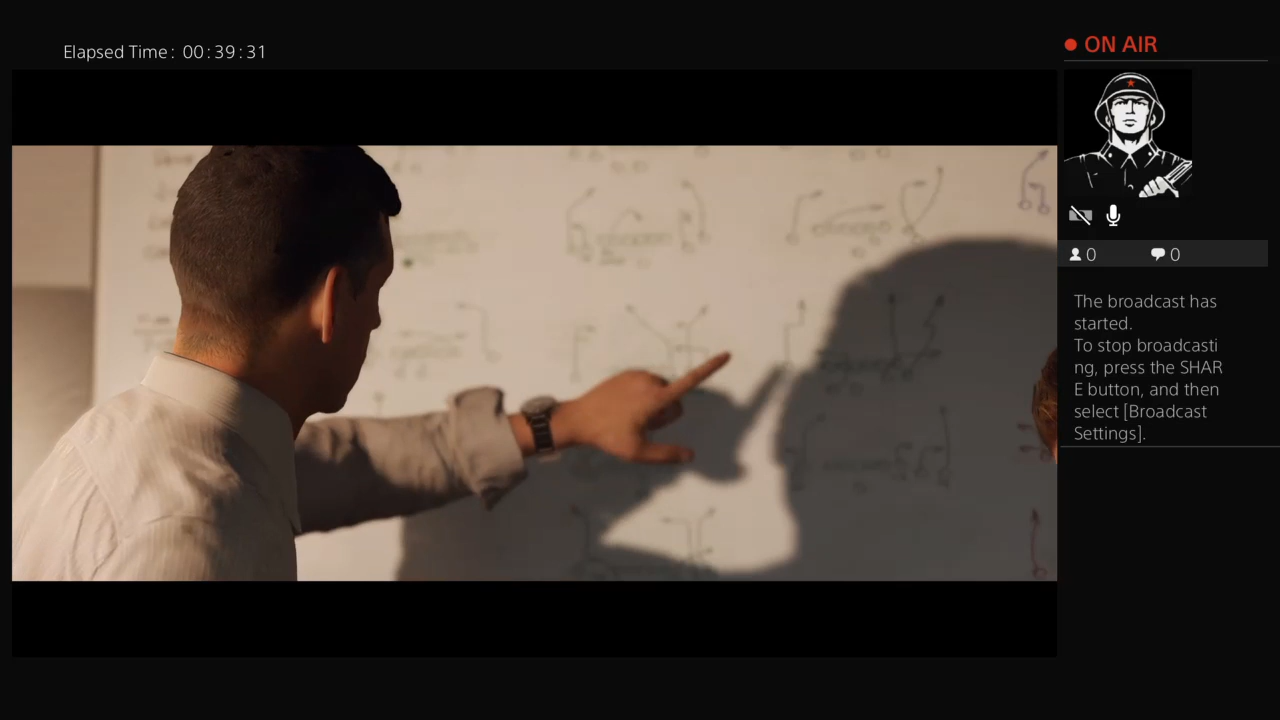 Elapsed Time: 00:39:31
ON AIR
0
0
The broadcast has
started.
To stop broadcasti
ng, press the SHAR
E button, and then
select [Broadcast
Settings].